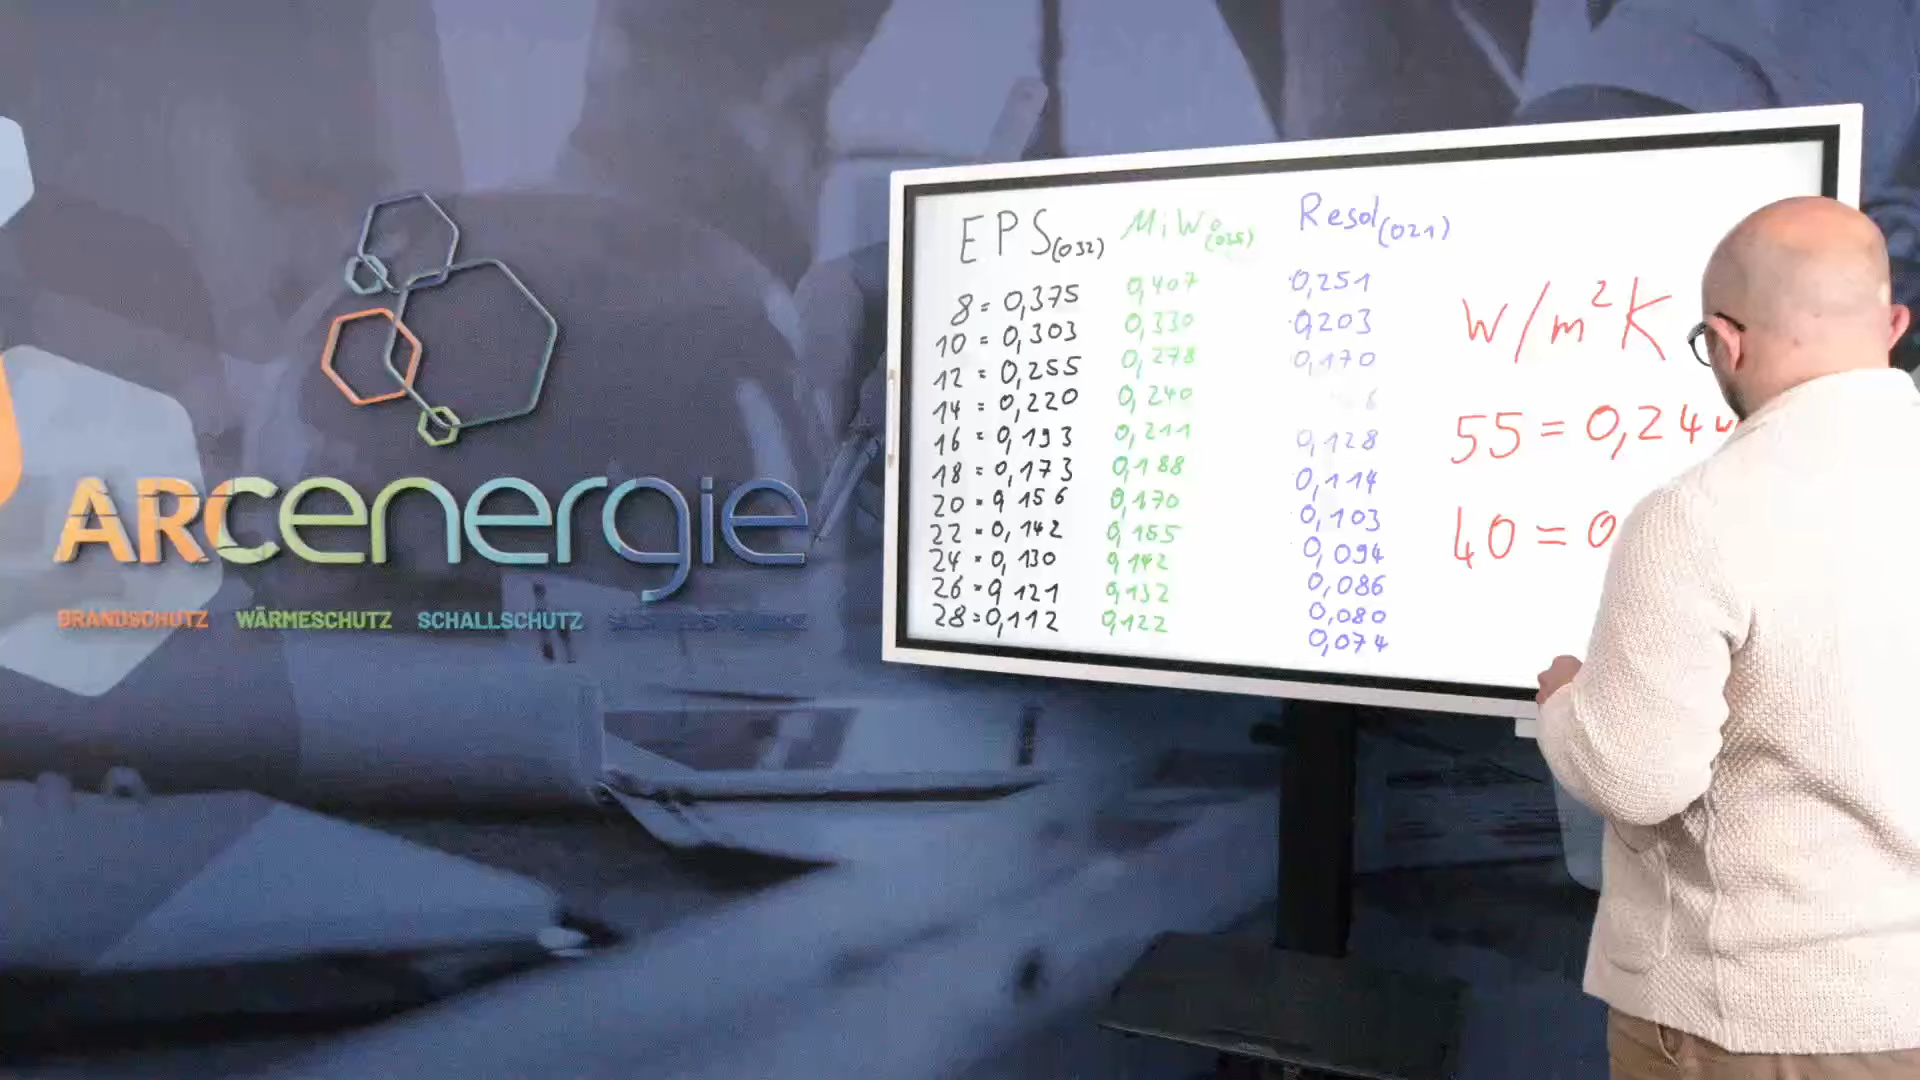 ARCenergie
BRANDSCHUTZ WÄRMESCHUTZ SCHALLSCHUTZ
EPS(032) MiWo Resol(021)
8 = 0,375 0,407 0,251
10 = 0,303 0,330 0,203
12 = 0,255 0,278 0,170
14 = 0,220 0,240 6
16 = 0,193 0,211 0,128
18 = 0,173 0,188 0,114
20 = 0,156 0,170 0,103
22 = 0,142 0,155 0,094
24 = 0,130 0,142 0,086
26 = 0,121 0,132 0,080
28 = 0,112 0,122 0,074
W/m²K
55 = 0,24
40 = 0